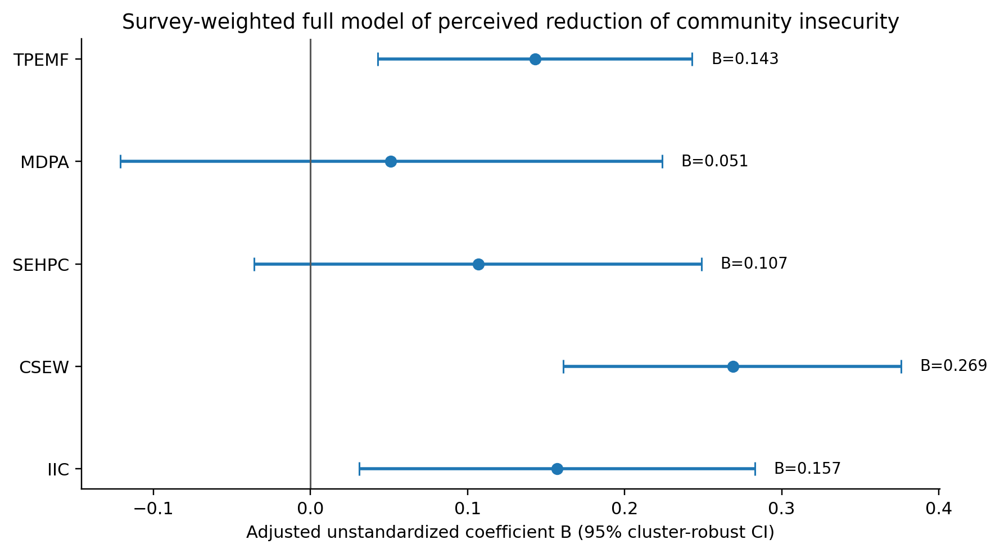 Survey-weighted full model of perceived reduction of community insecurity
TPEMF
B=0.143
MDPA
B=0.051
SEHPC
B=0.107
CSEW
B=0.269
IIC
B=0.157
−0.1 0.0 0.1 0.2 0.3 0.4
Adjusted unstandardized coefficient B (95% cluster-robust CI)